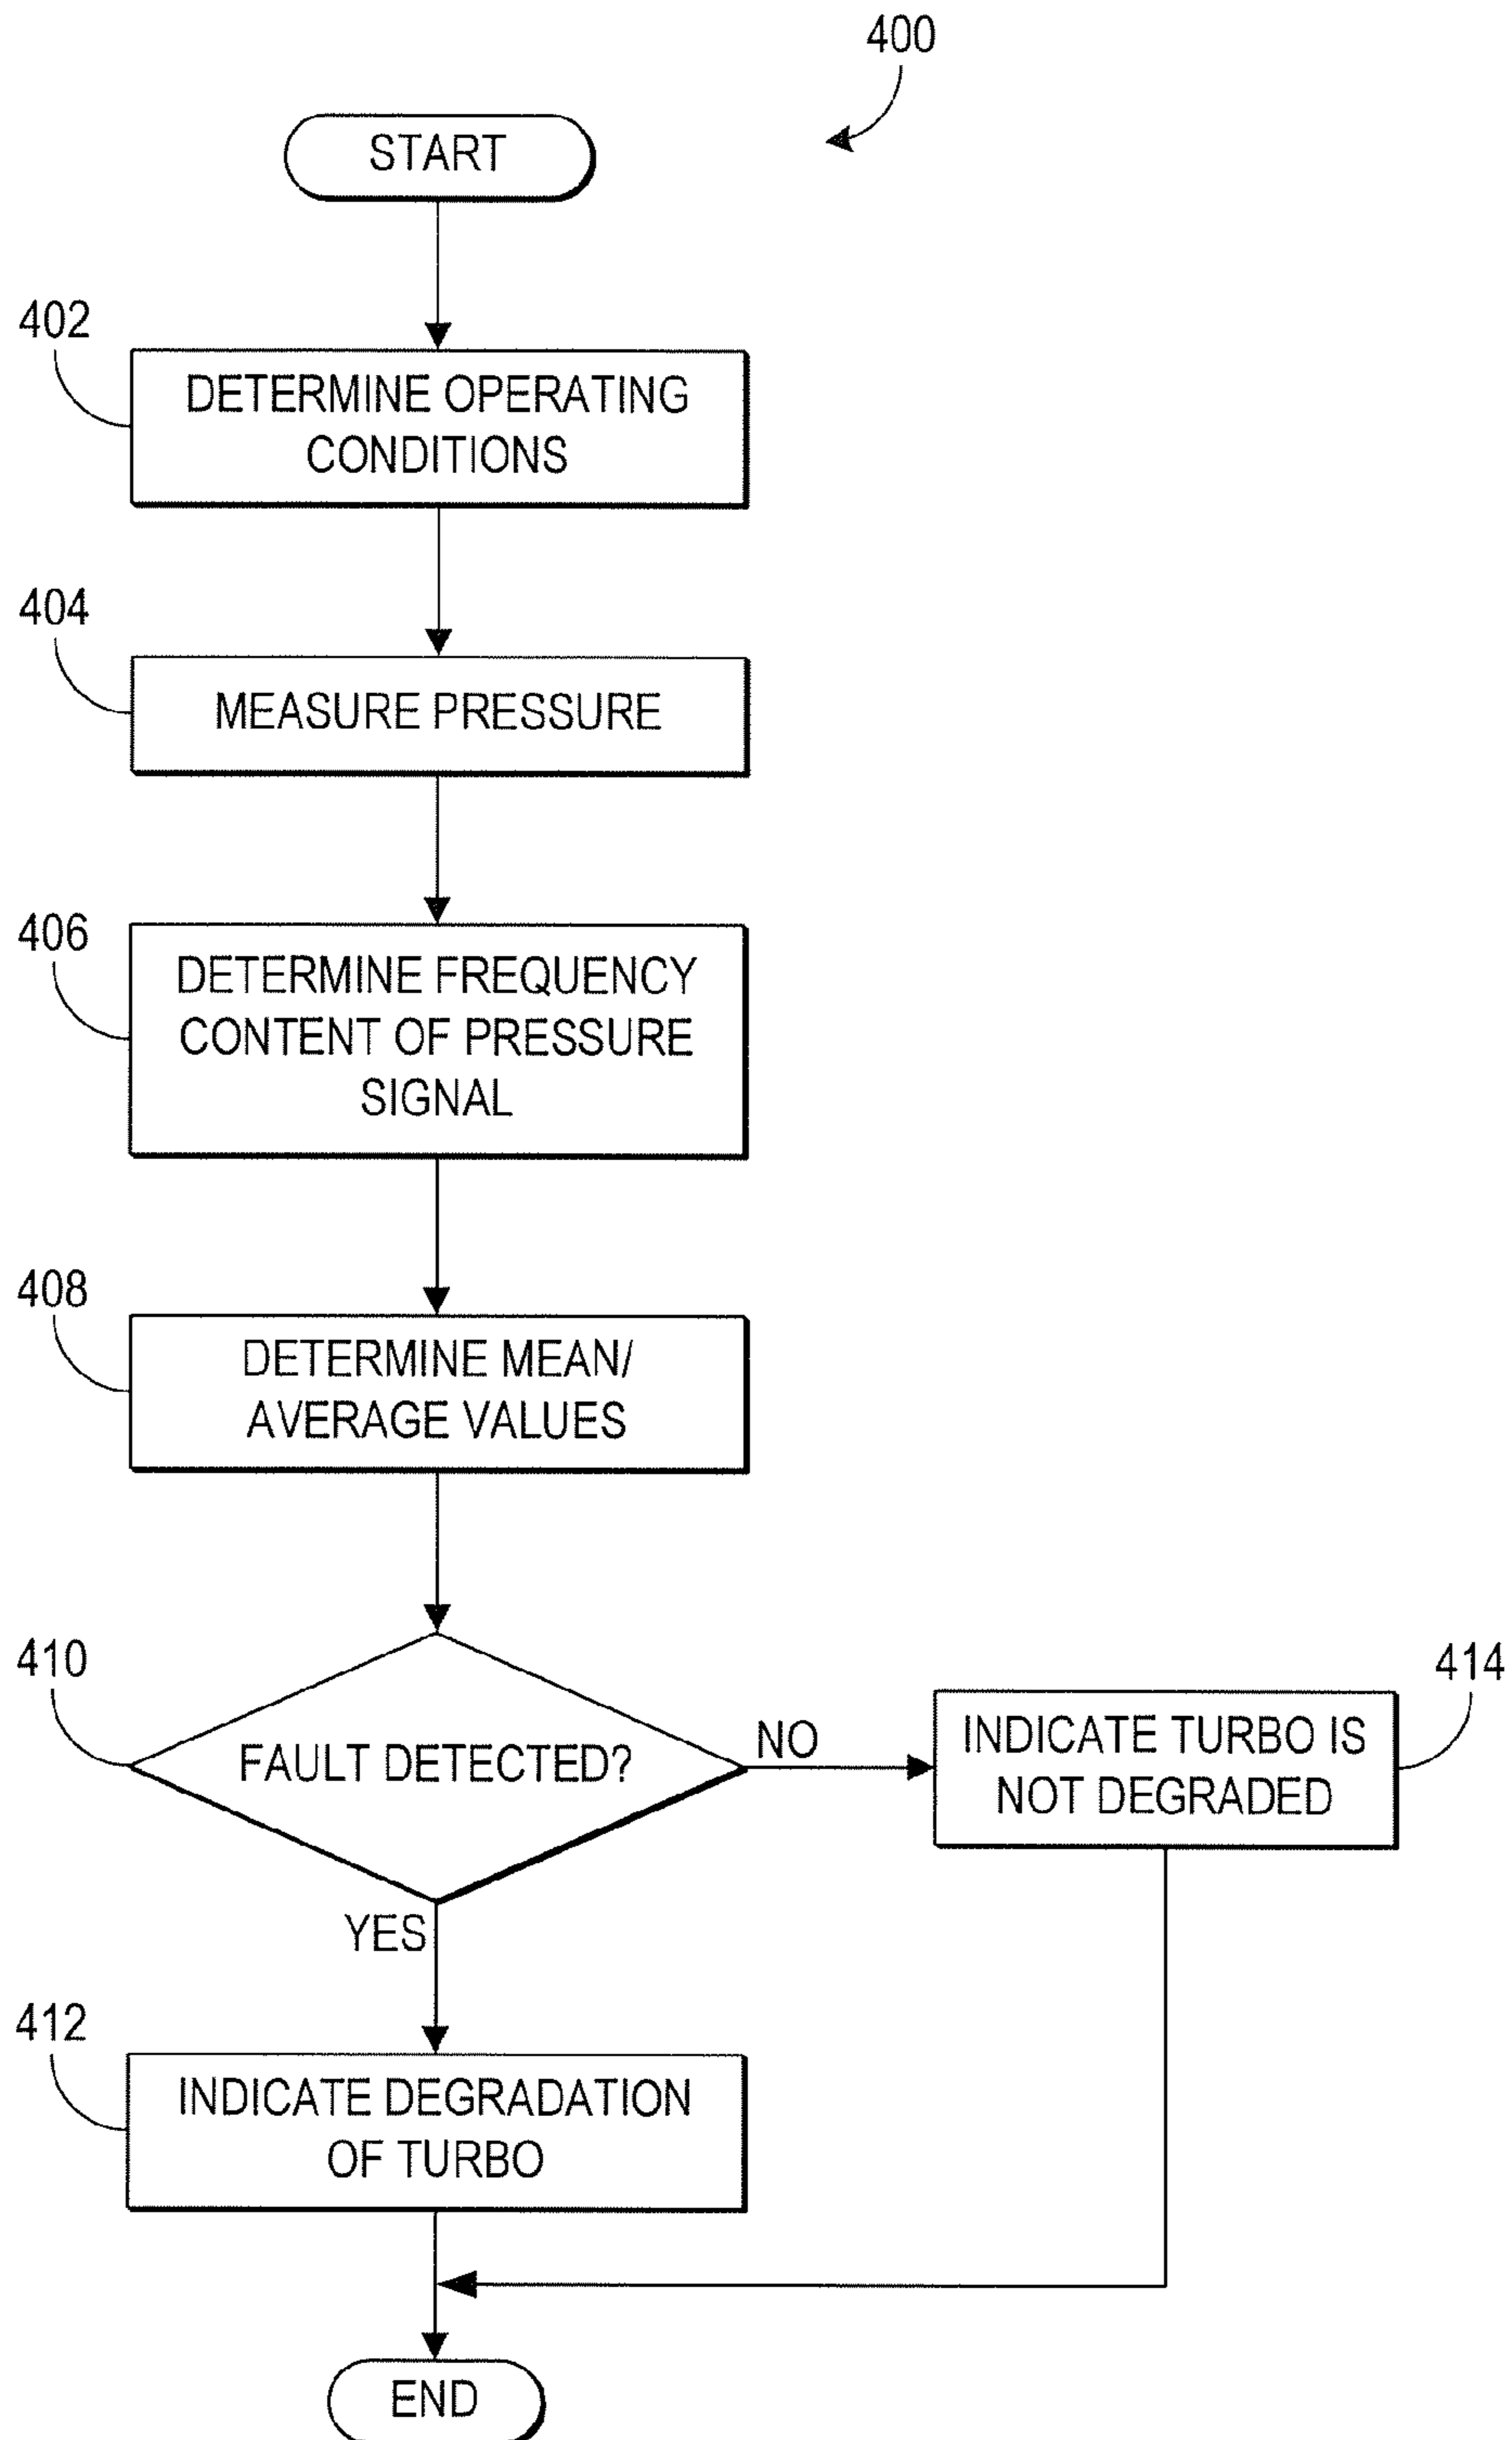 400
START
402
DETERMINE OPERATING
CONDITIONS
404
MEASURE PRESSURE
406
DETERMINE FREQUENCY
CONTENT OF PRESSURE
SIGNAL
408
DETERMINE MEAN/
AVERAGE VALUES
410
FAULT DETECTED?
NO
414
INDICATE TURBO IS
NOT DEGRADED
YES
412
INDICATE DEGRADATION
OF TURBO
END